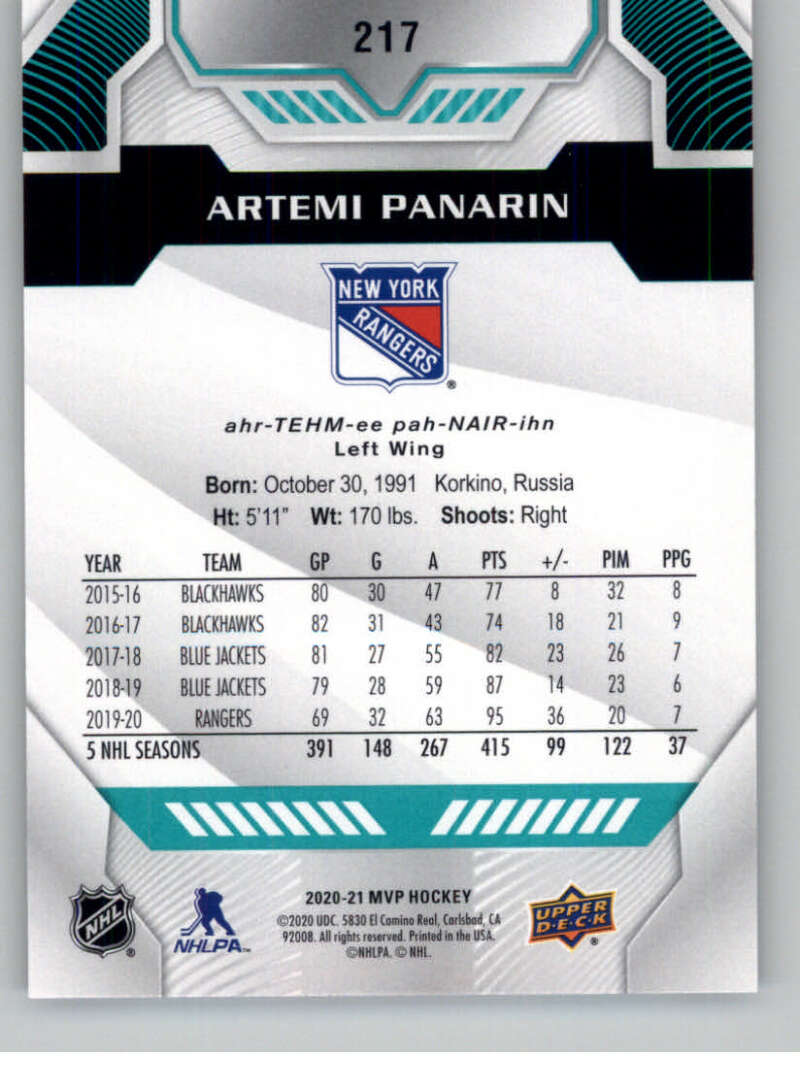 217
ARTEMI PANARIN
NEW YORK
RANGERS
®
ahr-TEHM-ee pah-NAIR-ihn
Left Wing
Born: October 30, 1991 Korkino, Russia
Ht: 5'11" Wt: 170 lbs. Shoots: Right
YEAR TEAM GP G A PTS +/- PIM PPG
2015-16 BLACKHAWKS 80 30 47 77 8 32 8
2016-17 BLACKHAWKS 82 31 43 74 18 21 9
2017-18 BLUE JACKETS 81 27 55 82 23 26 7
2018-19 BLUE JACKETS 79 28 59 87 14 23 6
2019-20 RANGERS 69 32 63 95 36 20 7
5 NHL SEASONS 391 148 267 415 99 122 37
NHL ®
NHLPA™
2020-21 MVP HOCKEY
©2020 UDC. 5830 El Camino Real, Carlsbad, CA
92008. All rights reserved. Printed in the USA.
©NHLPA. © NHL.
UPPER
D·E·C·K
®